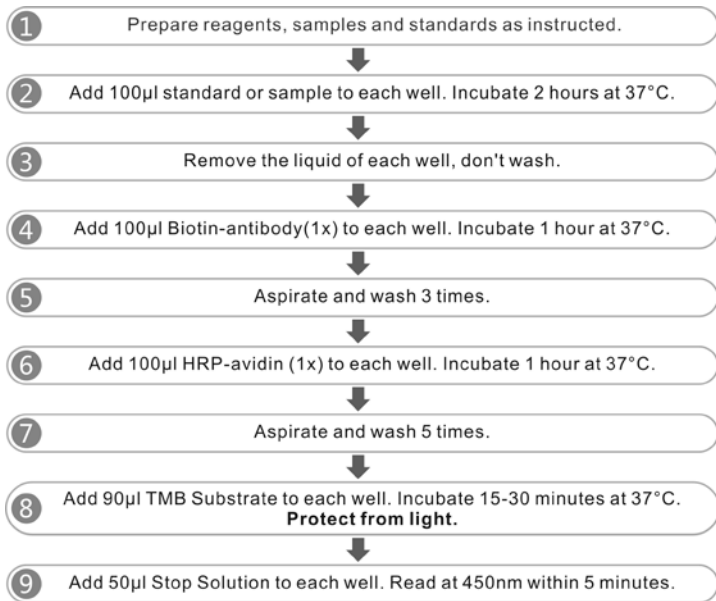 1 Prepare reagents, samples and standards as instructed.
2 Add 100µl standard or sample to each well. Incubate 2 hours at 37°C.
3 Remove the liquid of each well, don't wash.
4 Add 100µl Biotin-antibody(1x) to each well. Incubate 1 hour at 37°C.
5 Aspirate and wash 3 times.
6 Add 100µl HRP-avidin (1x) to each well. Incubate 1 hour at 37°C.
7 Aspirate and wash 5 times.
8 Add 90µl TMB Substrate to each well. Incubate 15-30 minutes at 37°C.
Protect from light.
9 Add 50µl Stop Solution to each well. Read at 450nm within 5 minutes.